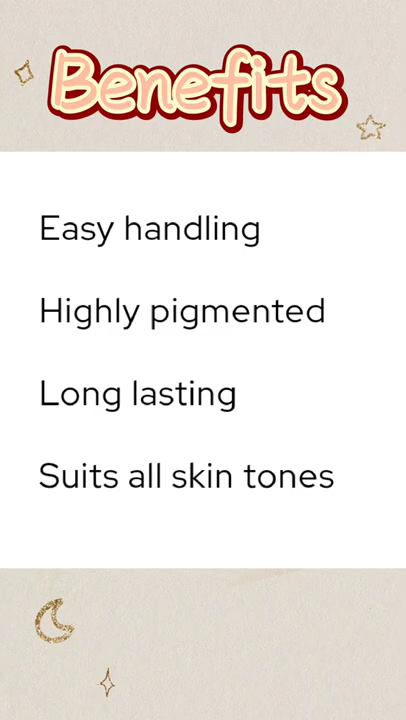 Benefits
Easy handling
Highly pigmented
Long lasting
Suits all skin tones